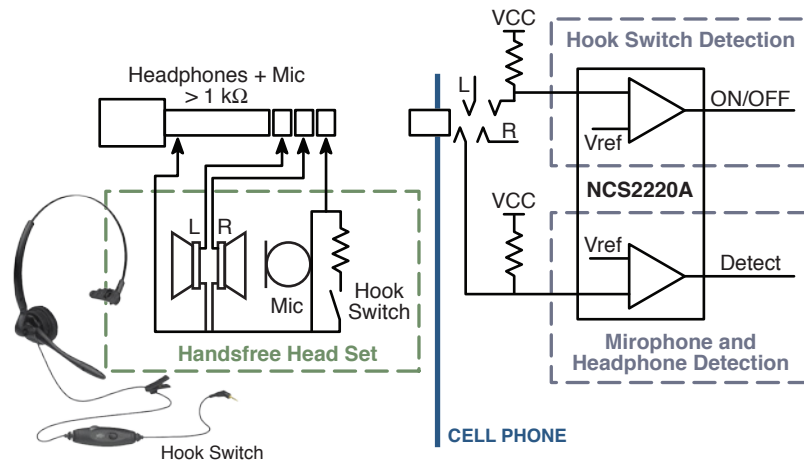 VCC
Hook Switch Detection
Headphones + Mic
> 1 kΩ
L
R
ON/OFF
Vref
NCS2220A
VCC
L R
Vref
Detect
Mic
Hook
Switch
Handsfree Head Set
Mirophone and
Headphone Detection
CELL PHONE
Hook Switch